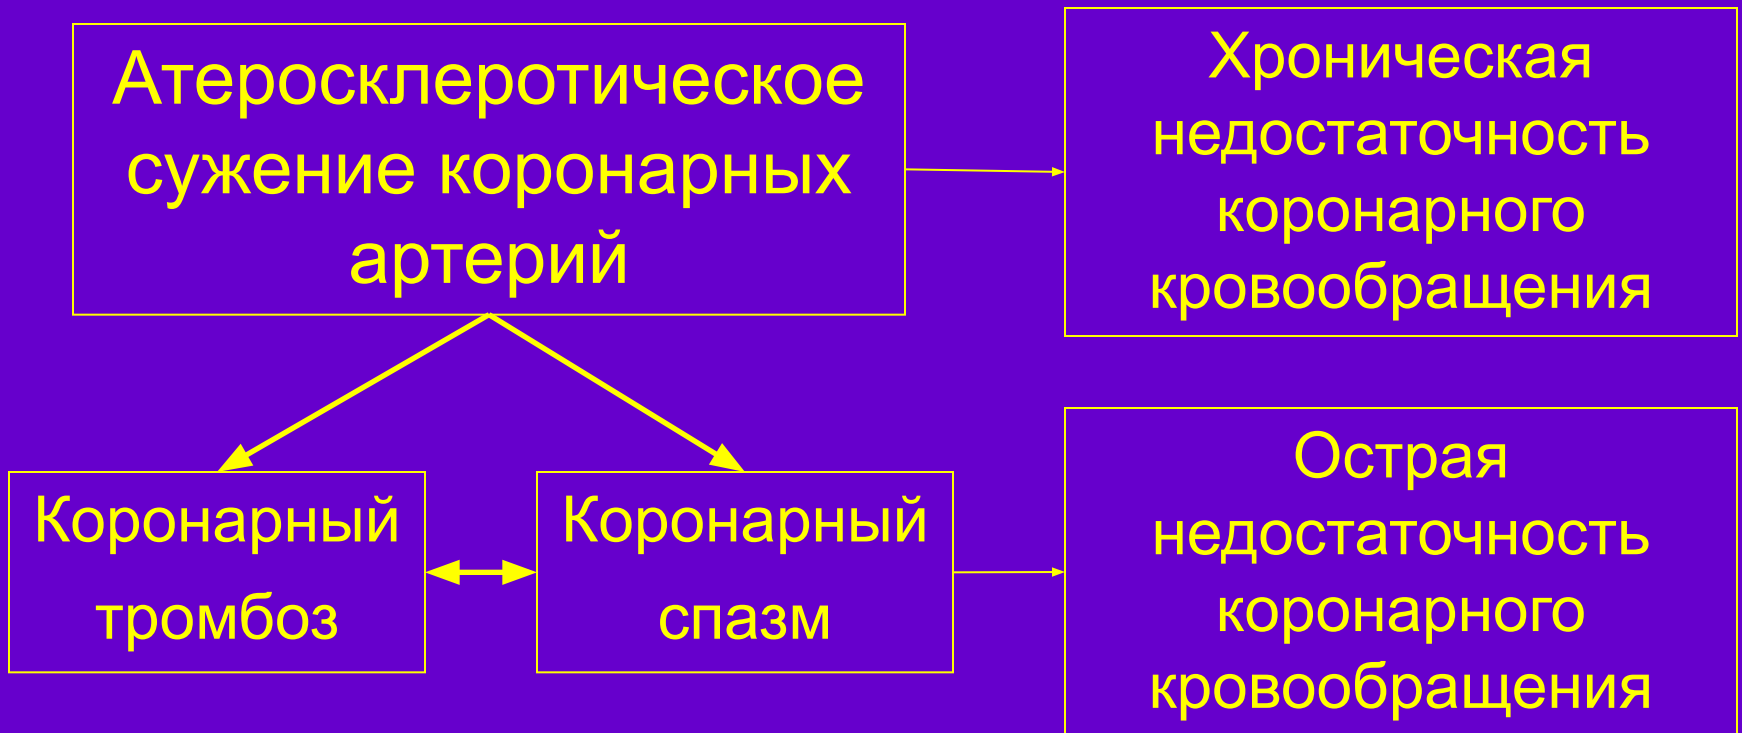 Атеросклеротическое
сужение коронарных
артерий
Хроническая
недостаточность
коронарного
кровообращения
Коронарный
тромбоз
Коронарный
спазм
Острая
недостаточность
коронарного
кровообращения